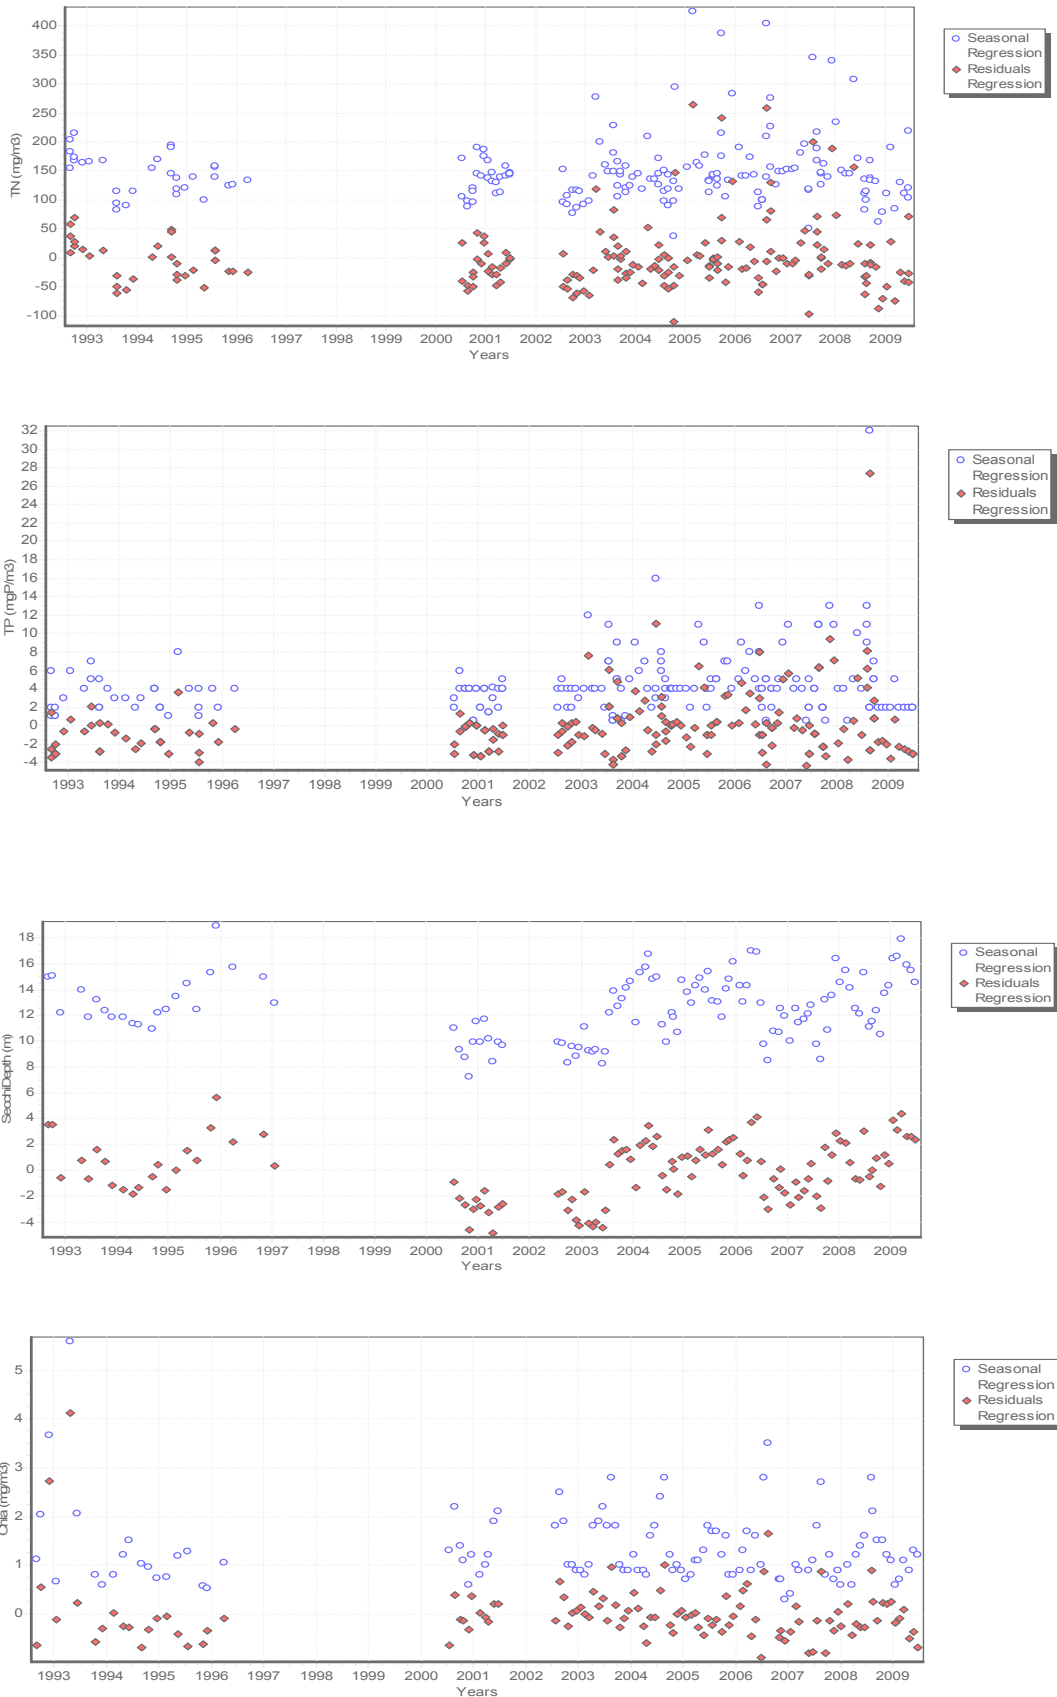 400
350
300
250
200
150
100
50
0
-50
-100
TN (mg/m3)
1993 1994 1995 1996 1997 1998 1999 2000 2001 2002 2003 2004 2005 2006 2007 2008 2009
Years
Seasonal
Regression
Residuals
Regression
32
30
28
26
24
22
20
18
16
14
12
10
8
6
4
2
0
-2
-4
TP (mgP/m3)
1993 1994 1995 1996 1997 1998 1999 2000 2001 2002 2003 2004 2005 2006 2007 2008 2009
Years
Seasonal
Regression
Residuals
Regression
18
16
14
12
10
8
6
4
2
0
-2
-4
SecchiDepth (m)
1993 1994 1995 1996 1997 1998 1999 2000 2001 2002 2003 2004 2005 2006 2007 2008 2009
Years
Seasonal
Regression
Residuals
Regression
5
4
3
2
1
0
Chla (mg/m3)
1993 1994 1995 1996 1997 1998 1999 2000 2001 2002 2003 2004 2005 2006 2007 2008 2009
Years
Seasonal
Regression
Residuals
Regression